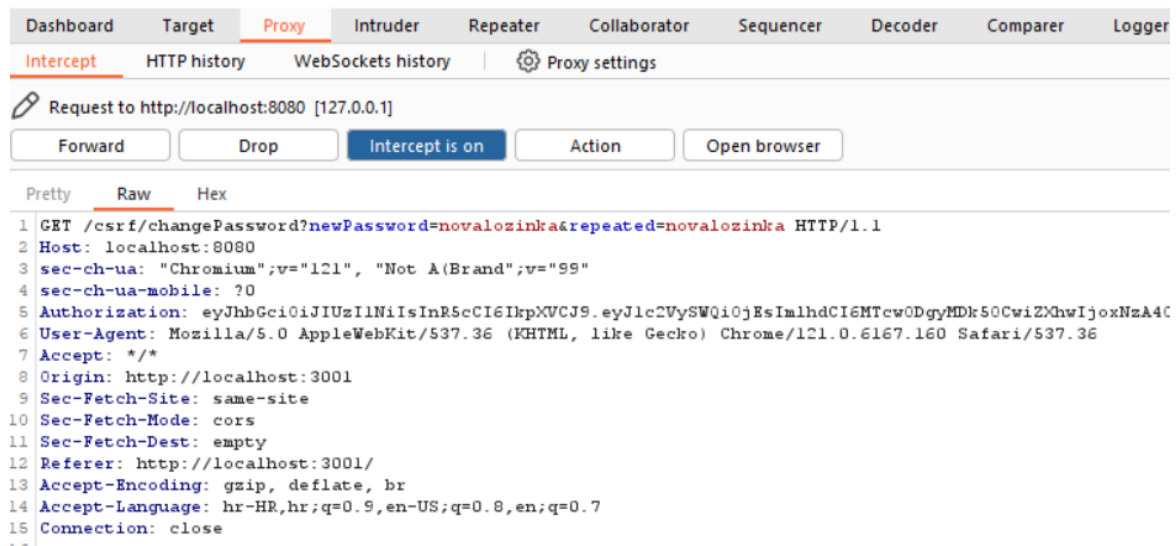 Dashboard Target Proxy Intruder Repeater Collaborator Sequencer Decoder Comparer Logger
Intercept HTTP history WebSockets history Proxy settings
Request to http://localhost:8080 [127.0.0.1]
Forward Drop Intercept is on Action Open browser
Pretty Raw Hex
1 GET /csrf/changePassword?newPassword=novalozinka&repeated=novalozinka HTTP/1.1
2 Host: localhost:8080
3 sec-ch-ua: "Chromium";v="121", "Not A(Brand";v="99"
4 sec-ch-ua-mobile: ?0
5 Authorization: eyJhbGciOiJIUzI1NiIsInR5cCI6IkpXVCJ9.eyJ1c2VySWQiOjEsImlhdCI6MTcwODgyMDk5OCwiZXhwIjoxNzA4O
6 User-Agent: Mozilla/5.0 AppleWebKit/537.36 (KHTML, like Gecko) Chrome/121.0.6167.160 Safari/537.36
7 Accept: */*
8 Origin: http://localhost:3001
9 Sec-Fetch-Site: same-site
10 Sec-Fetch-Mode: cors
11 Sec-Fetch-Dest: empty
12 Referer: http://localhost:3001/
13 Accept-Encoding: gzip, deflate, br
14 Accept-Language: hr-HR,hr;q=0.9,en-US;q=0.8,en;q=0.7
15 Connection: close